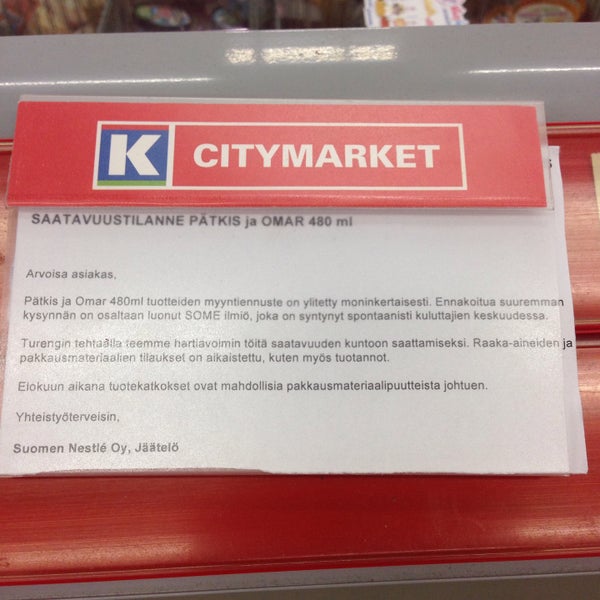 K CITYMARKET
SAATAVUUSTILANNE PÄTKIS ja OMAR 480 ml
Arvoisa asiakas,
Pätkis ja Omar 480ml tuotteiden myyntiennuste on ylitetty moninkertaisesti. Ennakoitua suuremman
kysynnän on osaltaan luonut SOME ilmiö, joka on syntynyt spontaanisti kuluttajien keskuudessa.
Turengin tehtaalla teemme hartiavoimin töitä saatavuuden kuntoon saattamiseksi. Raaka-aineiden ja
pakkausmateriaalien tilaukset on aikaistettu, kuten myös tuotannot.
Elokuun aikana tuotekatkokset ovat mahdollisia pakkausmateriaalipuutteista johtuen.
Yhteistyöterveisin,
Suomen Nestlé Oy, Jäätelö